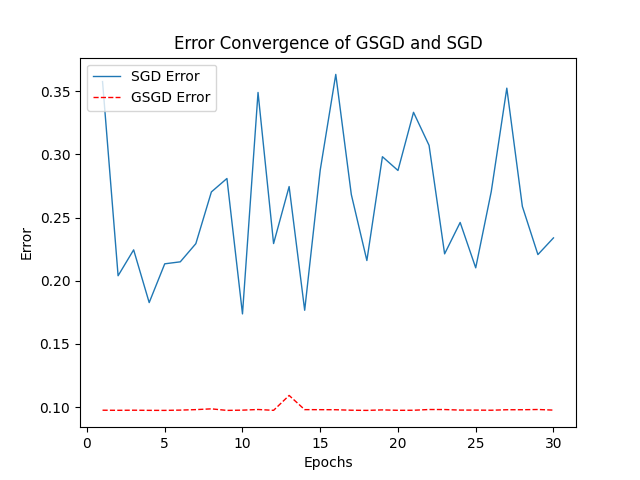 Error Convergence of GSGD and SGD
SGD Error
GSGD Error
0.35
0.30
0.25
0.20
0.15
0.10
Error
0 5 10 15 20 25 30
Epochs